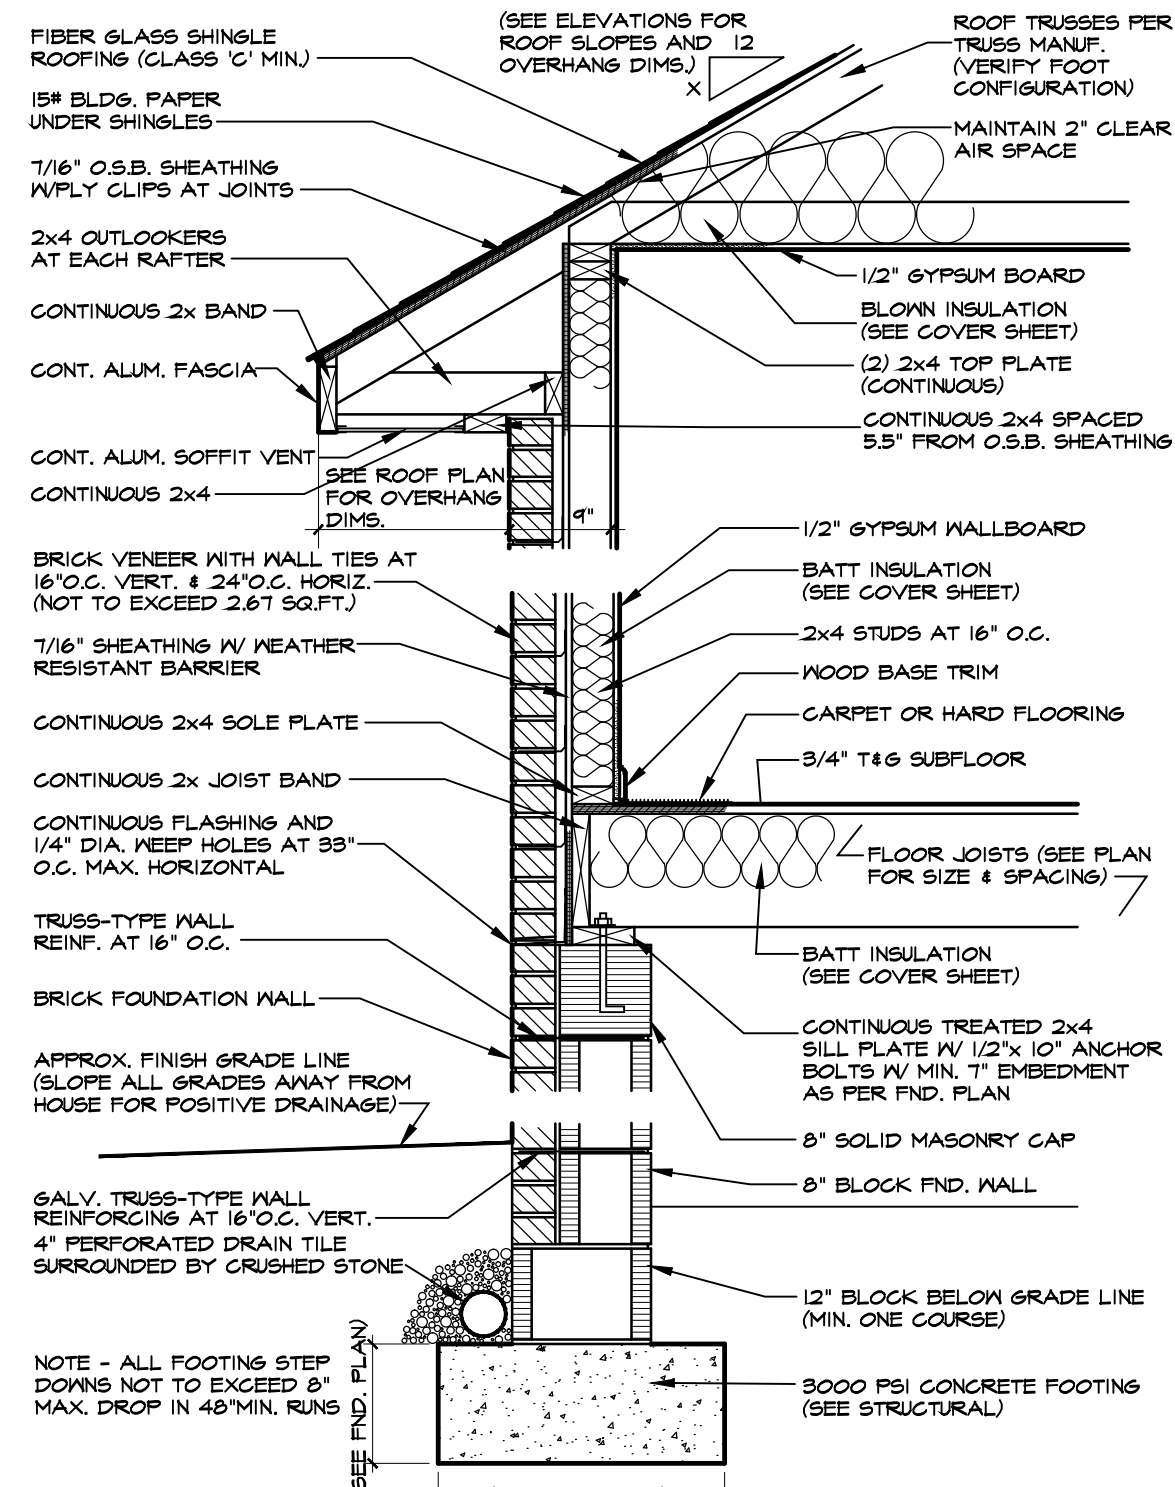 (SEE ELEVATIONS FOR
ROOF SLOPES AND 12
OVERHANG DIMS.)
X
FIBER GLASS SHINGLE
ROOFING (CLASS 'C' MIN.)
15# BLDG. PAPER
UNDER SHINGLES
7/16" O.S.B. SHEATHING
W/PLY CLIPS AT JOINTS
2x4 OUTLOOKERS
AT EACH RAFTER
CONTINUOUS 2x BAND
CONT. ALUM. FASCIA
CONT. ALUM. SOFFIT VENT
CONTINUOUS 2x4
SEE ROOF PLAN
FOR OVERHANG
DIMS.
9"
ROOF TRUSSES PER
TRUSS MANUF.
(VERIFY FOOT
CONFIGURATION)
MAINTAIN 2" CLEAR
AIR SPACE
1/2" GYPSUM BOARD
BLOWN INSULATION
(SEE COVER SHEET)
(2) 2x4 TOP PLATE
(CONTINUOUS)
CONTINUOUS 2x4 SPACED
5.5" FROM O.S.B. SHEATHING
BRICK VENEER WITH WALL TIES AT
16"O.C. VERT. & 24"O.C. HORIZ.
(NOT TO EXCEED 2.67 SQ.FT.)
7/16" SHEATHING W/ WEATHER
RESISTANT BARRIER
CONTINUOUS 2x4 SOLE PLATE
CONTINUOUS 2x JOIST BAND
CONTINUOUS FLASHING AND
1/4" DIA. WEEP HOLES AT 33"
O.C. MAX. HORIZONTAL
TRUSS-TYPE WALL
REINF. AT 16" O.C.
BRICK FOUNDATION WALL
APPROX. FINISH GRADE LINE
(SLOPE ALL GRADES AWAY FROM
HOUSE FOR POSITIVE DRAINAGE)
GALV. TRUSS-TYPE WALL
REINFORCING AT 16"O.C. VERT.
4" PERFORATED DRAIN TILE
SURROUNDED BY CRUSHED STONE
NOTE - ALL FOOTING STEP
DOWNS NOT TO EXCEED 8"
MAX. DROP IN 48"MIN. RUNS
SEE FND. PLAN)
1/2" GYPSUM WALLBOARD
BATT INSULATION
(SEE COVER SHEET)
2x4 STUDS AT 16" O.C.
WOOD BASE TRIM
CARPET OR HARD FLOORING
3/4" T&G SUBFLOOR
FLOOR JOISTS (SEE PLAN
FOR SIZE & SPACING)
BATT INSULATION
(SEE COVER SHEET)
CONTINUOUS TREATED 2x4
SILL PLATE W/ 1/2"x 10" ANCHOR
BOLTS W/ MIN. 7" EMBEDMENT
AS PER FND. PLAN
8" SOLID MASONRY CAP
8" BLOCK FND. WALL
12" BLOCK BELOW GRADE LINE
(MIN. ONE COURSE)
3000 PSI CONCRETE FOOTING
(SEE STRUCTURAL)